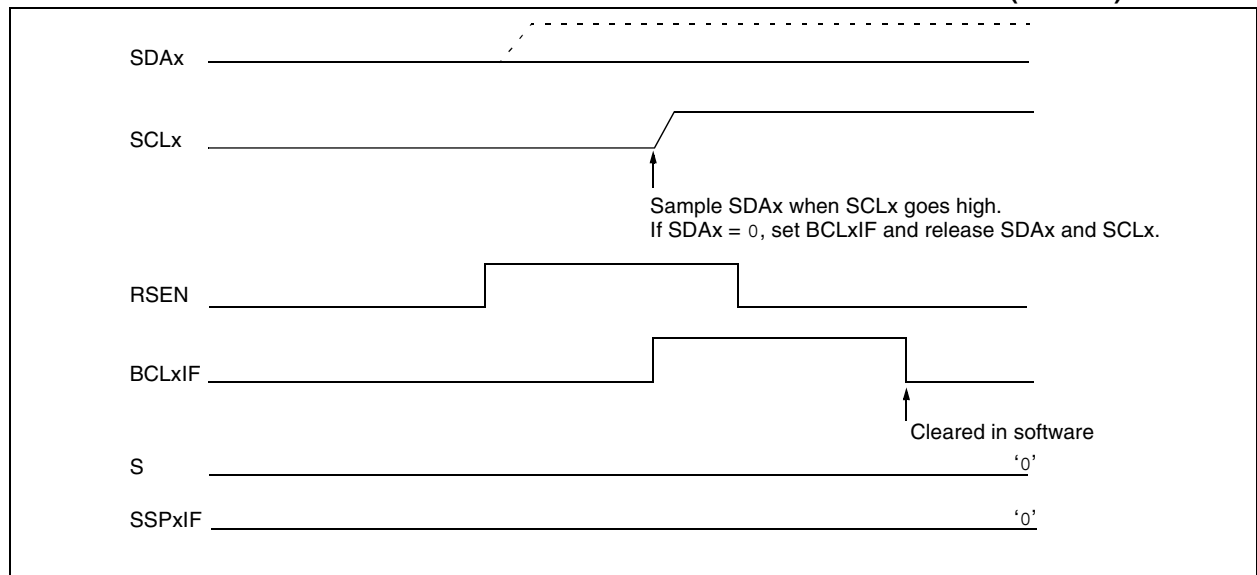 SDAx
SCLx
Sample SDAx when SCLx goes high.
If SDAx = 0, set BCLxIF and release SDAx and SCLx.
RSEN
BCLxIF
Cleared in software
S
‘0’
SSPxIF
‘0’